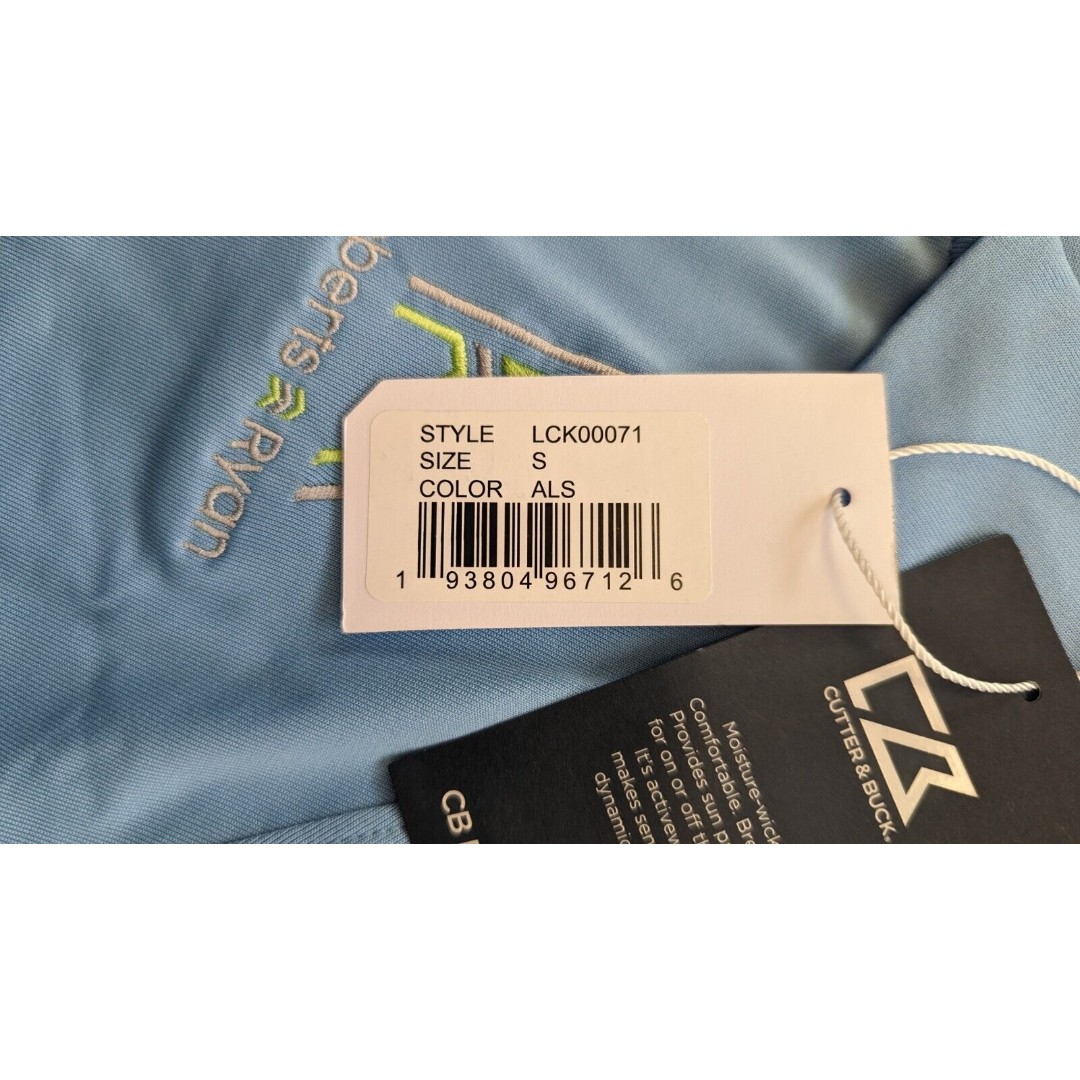 berts Ryan
STYLE LCK00071
SIZE S
COLOR ALS
1 93804 96712 6
CUTTER & BUCK
Moisture-wick
Comfortable. Bre
Provides sun p
for on or off th
It's activew
makes sen
dynamic
CB